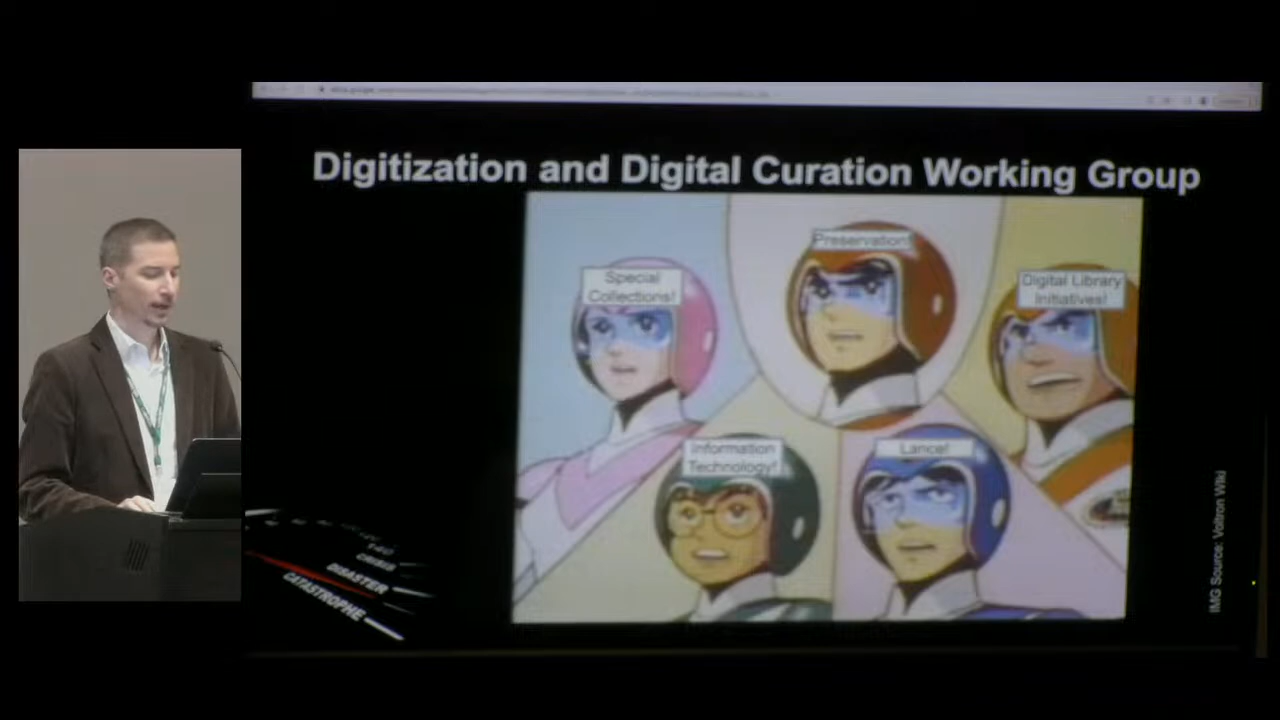 Digitization and Digital Curation Working Group
Preservation!
Special
Collections!
Digital Library
Initiatives!
Information
Technology!
Lance!
IMG Source: Voltron Wiki
140
CRISIS
DISASTER
CATASTROPHE